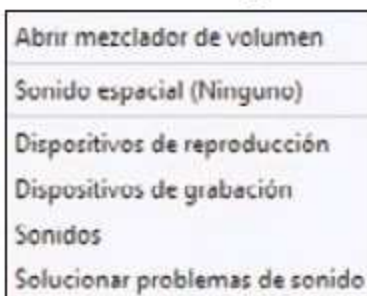 Abrir mezclador de volumen
Sonido espacial (Ninguno)
Dispositivos de reproducción
Dispositivos de grabación
Sonidos
Solucionar problemas de sonido